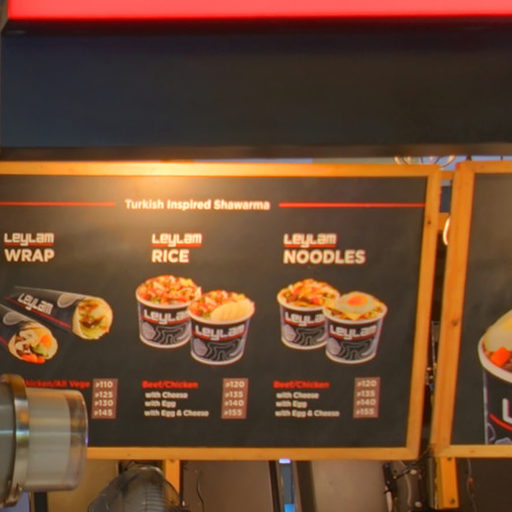 Turkish Inspired Shawarma
LEYLAM
WRAP
Chicken/All Vege
₱110
₱125
₱130
₱145
LEYLAM
RICE
Beef/Chicken ₱120
with Cheese ₱135
with Egg ₱140
with Egg & Cheese ₱155
LEYLAM
NOODLES
Beef/Chicken ₱120
with Cheese ₱135
with Egg ₱140
with Egg & Cheese ₱155
LEYLAM
LEYLAM
LEYLAM
LEYLAM
LEYLAM